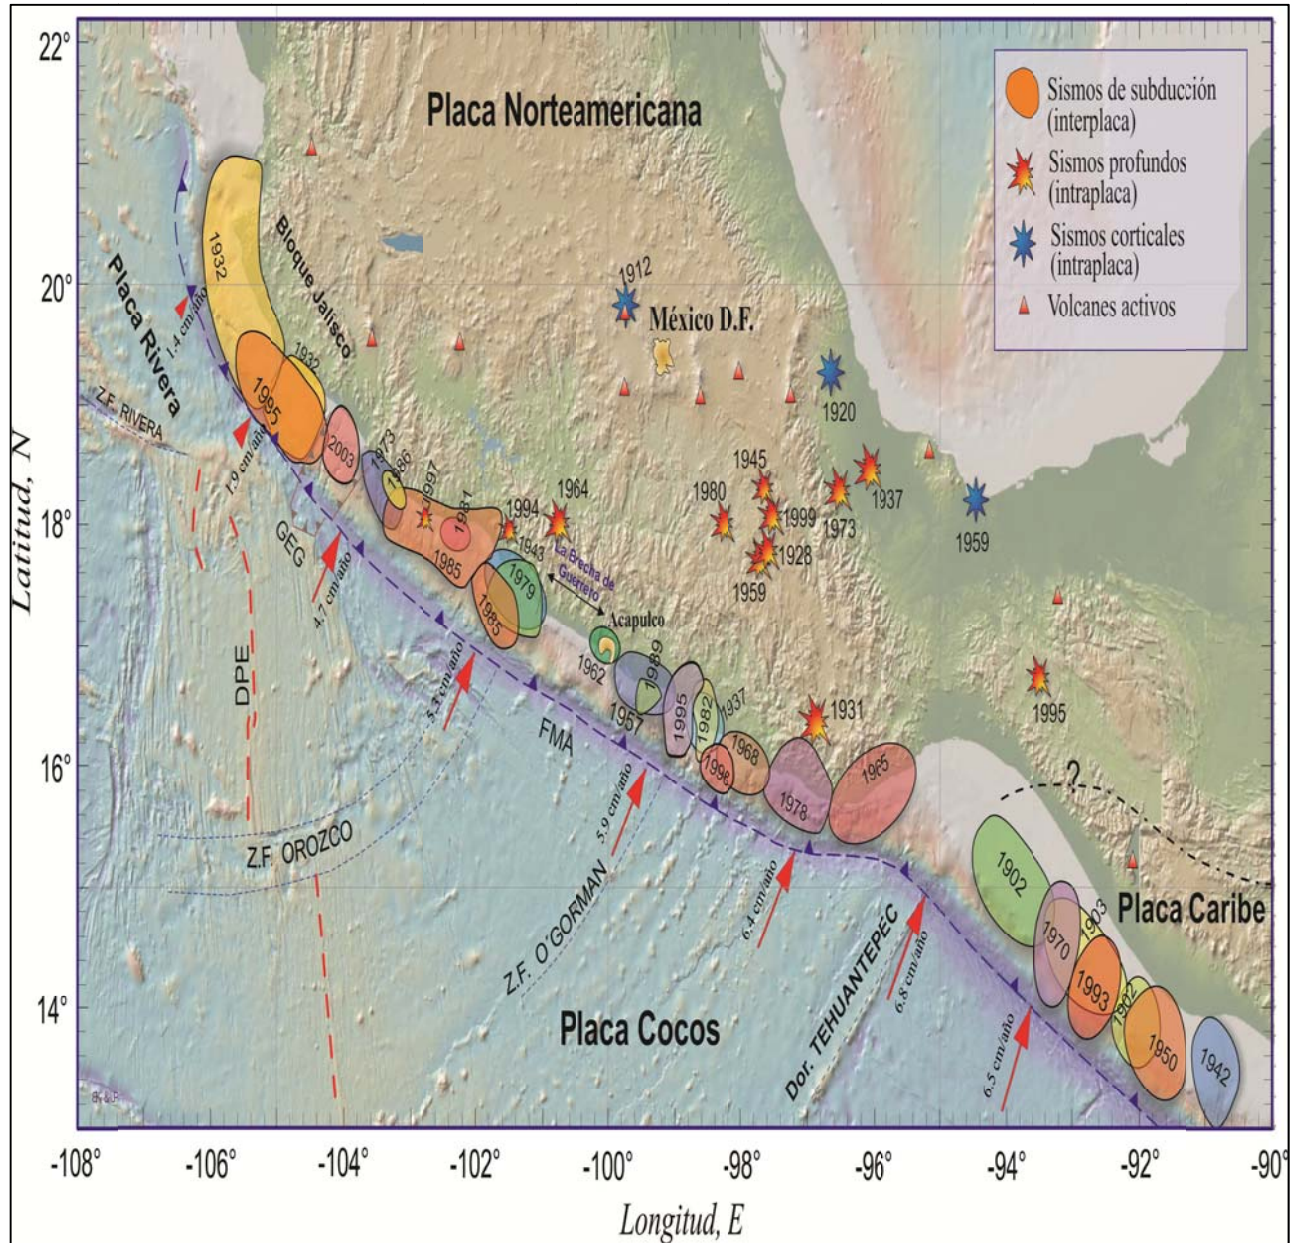 22°
20°
18°
16°
14°
Latitud, N
-108
-106
-104
-102
-100
-98
-96
-94
-92
-90°
Longitud, E
Placa Norteamericana
Sismos de subducción
(interplaca)
Sismos profundos
(intraplaca)
Sismos corticales
(intraplaca)
Volcanes activos
Placa Rivera
Bloque Jalisco
1932
1.4 cm/año
1912
México D.F.
1920
1932
1995
Z.F. RIVERA
1.9 cm/año
2003
1973
1986
1997
1981
1985
1994
1964
1943
1979
1985
La Brecha de
Guerrero
Acapulco
1962
1945
1980
1999
1928
1959
1973
1937
1959
GEG
4.7 cm/año
DPE
5.3 cm/año
FMA
1957
1989
1995
1982
1937
1996
1968
1931
1978
1965
1995
?
5.9 cm/año
Z.F. OROZCO
Z.F. O'GORMAN
6.4 cm/año
Dor. TEHUANTEPEC
6.8 cm/año
Placa Cocos
6.5 cm/año
Placa Caribe
1902
1970
1903
1993
1902
1950
1942